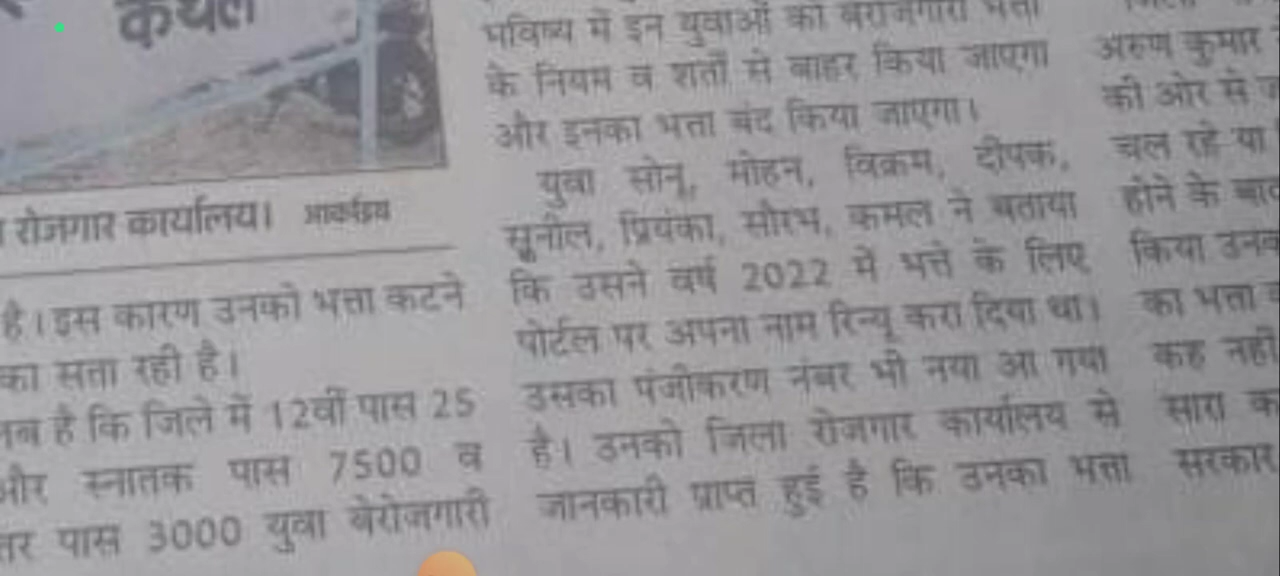 कैथल
रोजगार कार्यालय। आर्काइव
है। इस कारण उनको भत्ता कटने
का सता रही है।
है कि जिले में 12वीं पास 25
और स्नातक पास 7500 व
पास 3000 युवा बेरोजगारी
भविष्य में इन युवाओं को बेरोजगारी भत्ता
के नियम व शर्तों से बाहर किया जाएगा
और इनका भत्ता बंद किया जाएगा।
युवा सोनू, मोहन, विक्रम, दीपक,
सुनील, प्रियंका, सौरभ, कमल ने बताया
कि उसने वर्ष 2022 में भत्ते के लिए
पोर्टल पर अपना नाम रिन्यू करा दिया था।
उसका पंजीकरण नंबर भी नया आ गया
है। उनको जिला रोजगार कार्यालय से
जानकारी प्राप्त हुई है कि उनका भत्ता
अरुण कुमार
की ओर से
चल रहे या
होने के
किया
का भत्ता
कह नहीं
सारा
सरकार